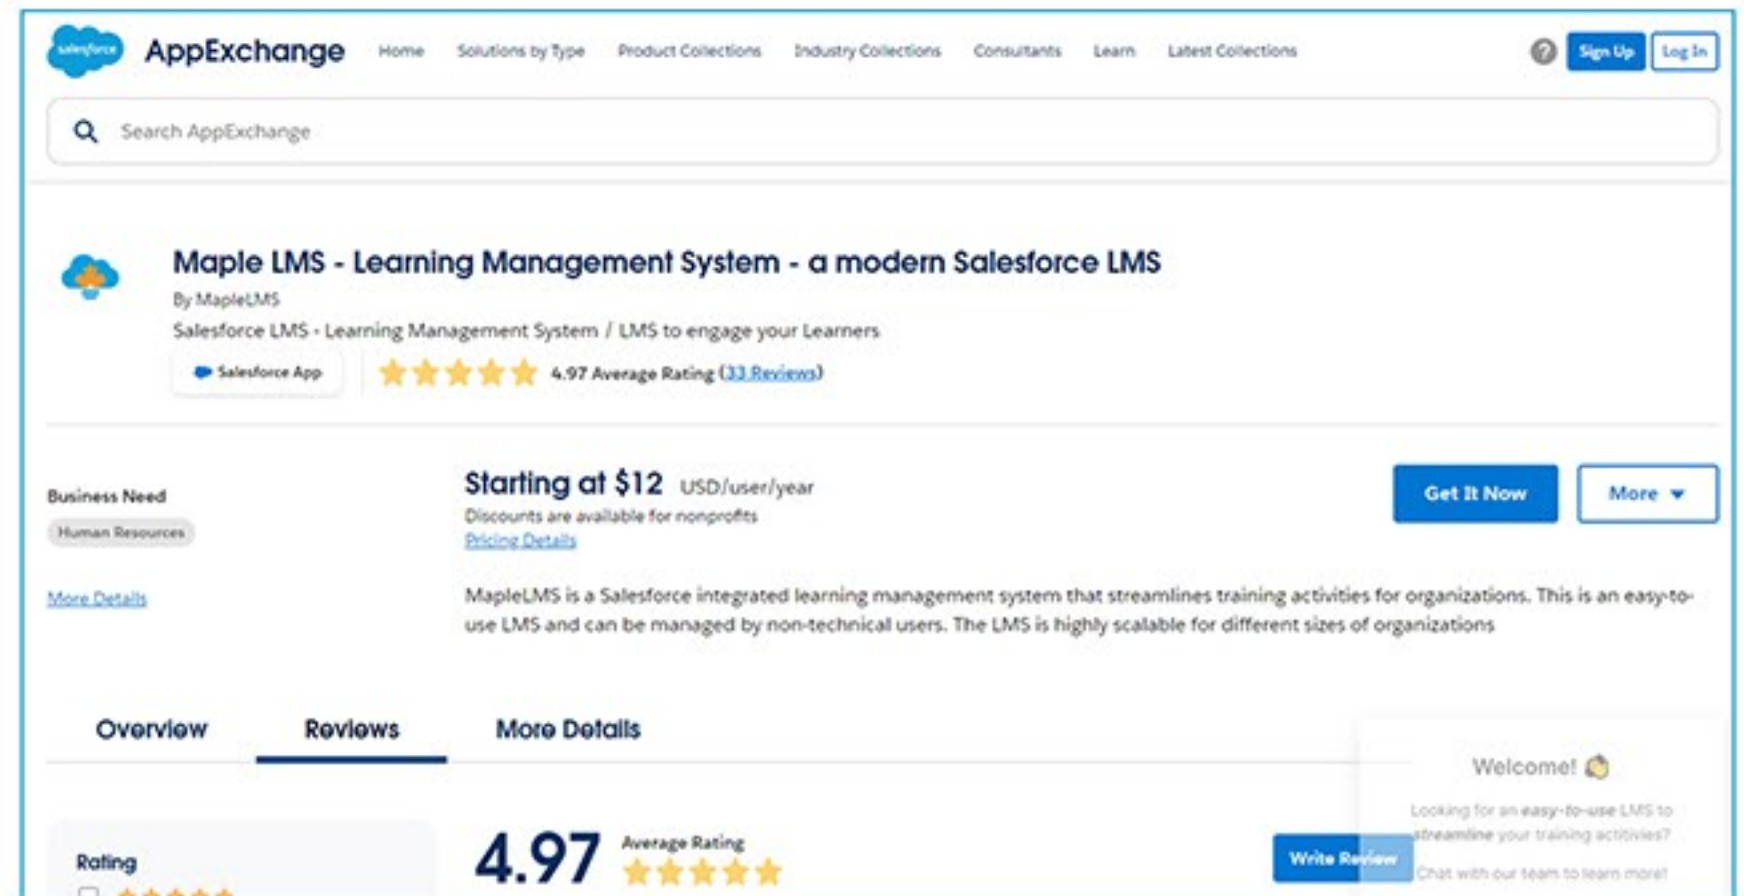 salesforce AppExchange Home Solutions by Type Product Collections Industry Collections Consultants Learn Latest Collections ? Sign Up Log In
Search AppExchange
Maple LMS - Learning Management System - a modern Salesforce LMS
By MapleLMS
Salesforce LMS - Learning Management System / LMS to engage your Learners
Salesforce App 4.97 Average Rating (33 Reviews)
Starting at $12 USD/user/year
Business Need Get It Now More
Discounts are available for nonprofits
Human Resources Pricing Details
More Details MapleLMS is a Salesforce integrated learning management system that streamlines training activities for organizations. This is an easy-to-
use LMS and can be managed by non-technical users. The LMS is highly scalable for different sizes of organizations
Overview Reviews More Details
Welcome!
Looking for an easy-to-use LMS to
streamline your training activities?
Chat with our team to learn more!
Rating 4.97 Average Rating Write Review